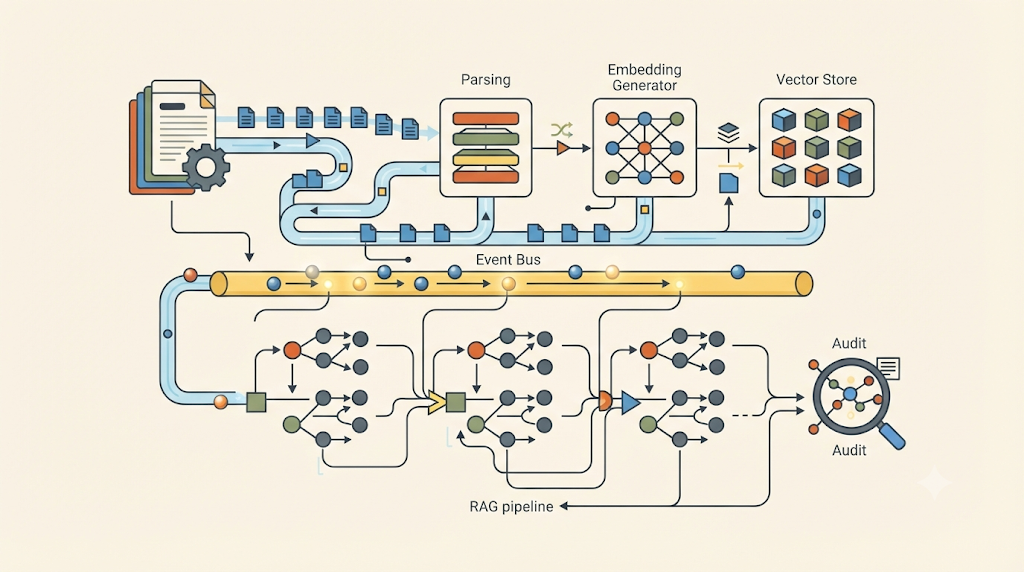 Parsing
Embedding
Generator
Vector Store
Event Bus
Audit
Audit
RAG pipeline